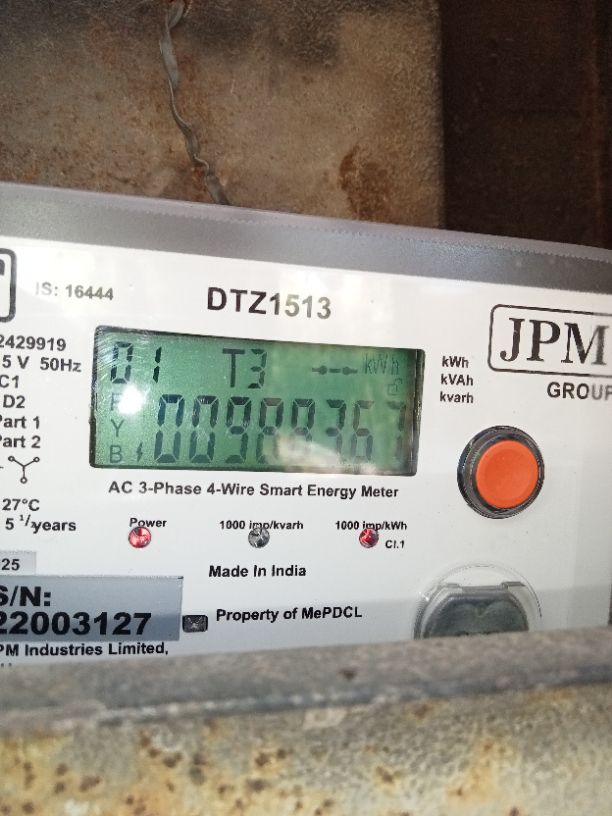 IS: 16444
DTZ1513
JPM
GROUP
2429919
5 V 50Hz
C1
D2
Part 1
Part 2
27°C
5 ½ years
01 T3 kWh
R
Y
B
kWh
kVAh
kvarh
AC 3-Phase 4-Wire Smart Energy Meter
Power
1000 imp/kvarh
1000 imp/kWh
Cl.1
Made In India
25
S/N:
22003127
Property of MePDCL
PM Industries Limited,